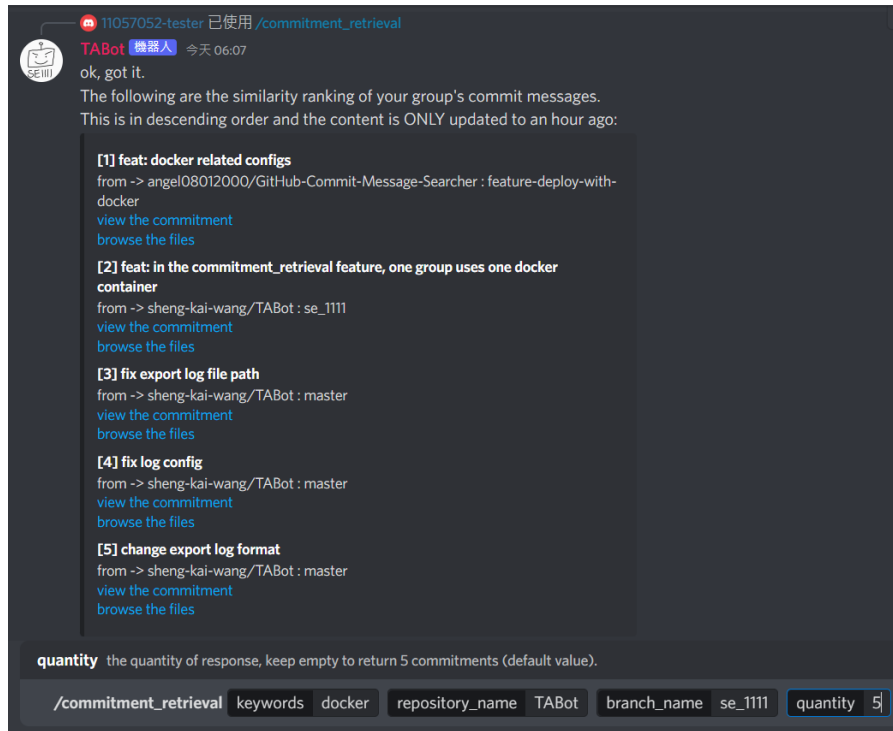 11057052-tester 已使用 /commitment_retrieval
TABot 機器人 今天 06:07
SE1111
ok, got it.
The following are the similarity ranking of your group's commit messages.
This is in descending order and the content is ONLY updated to an hour ago:
[1] feat: docker related configs
from -> angel08012000/GitHub-Commit-Message-Searcher : feature-deploy-with-
docker
view the commitment
browse the files
[2] feat: in the commitment_retrieval feature, one group uses one docker
container
from -> sheng-kai-wang/TABot : se_1111
view the commitment
browse the files
[3] fix export log file path
from -> sheng-kai-wang/TABot : master
view the commitment
browse the files
[4] fix log config
from -> sheng-kai-wang/TABot : master
view the commitment
browse the files
[5] change export log format
from -> sheng-kai-wang/TABot : master
view the commitment
browse the files
quantity the quantity of response, keep empty to return 5 commitments (default value).
/commitment_retrieval keywords docker repository_name TABot branch_name se_1111 quantity 5